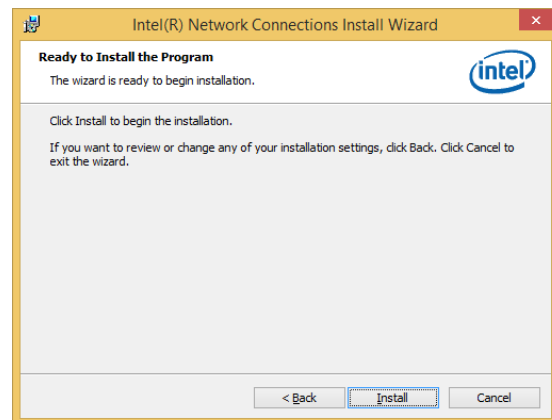 Intel(R) Network Connections Install Wizard
Ready to Install the Program
The wizard is ready to begin installation.
intel
Click Install to begin the installation.
If you want to review or change any of your installation settings, click Back. Click Cancel to
exit the wizard.
< Back
Install
Cancel